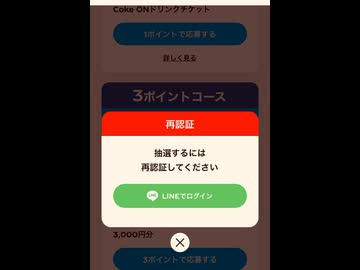 Coke ONドリンクチケット
1ポイントで応募する
詳しく見る
3ポイントコース
再認証
抽選するには
再認証してください
LINE
LINEでログイン
3,000円分
3ポイントで応募する